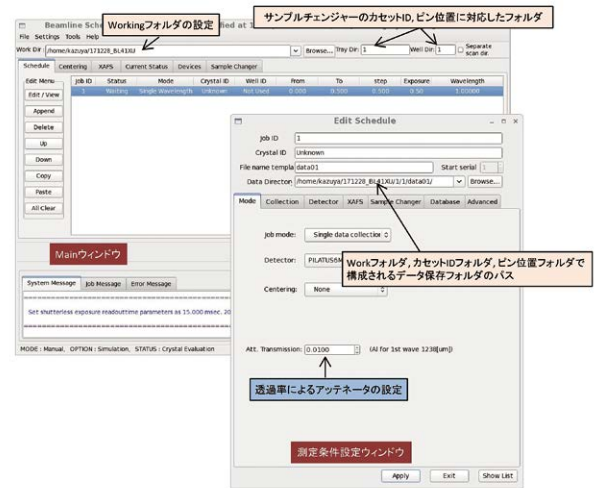 Beamline Sche
fied at 1
Workingフォルダの設定
サンプルチェンジャーのカセットID, ピン位置に対応したフォルダ
File Settings Tools Help
Work Dir: /home/kazuya/171228_BL41XU
Browse... Tray Dir: 1 Well Dir: 1 Separate scan dir.
Schedule Centering XAFS Current Status Devices Sample Changer
Edit Menu
Job ID Status Mode Crystal ID Well ID From To step Exposure Wavelength
1 Waiting Single Wavelength Unknown Not Used 0.000 0.500 0.500 0.50 1.00000
Edit / View
Append
Delete
Up
Down
Copy
Paste
All Clear
Mainウィンドウ
System Message Job Message Error Message
Set shutterless exposure readouttime parameters as 15.000 msec. 20
MODE : Manual, OPTION : Simulation, STATUS : Crystal Evaluation
Edit Schedule
Job ID 1
Crystal ID Unknown
File name templa data01 Start serial 1
Data Director /home/kazuya/171228_BL41XU/1/1/data01/ Browse...
Mode Collection Detector XAFS Sample Changer Database Advanced
Job mode: Single data collection
Workフォルダ, カセットIDフォルダ, ピン位置フォルダで
構成されるデータ保存フォルダのパス
Detector: PILATUS6M
Centering: None
Att. Transmission: 0.0100 (Al for 1st wave 1238[um])
透過率によるアッテネータの設定
測定条件設定ウィンドウ
Apply Exit Show List